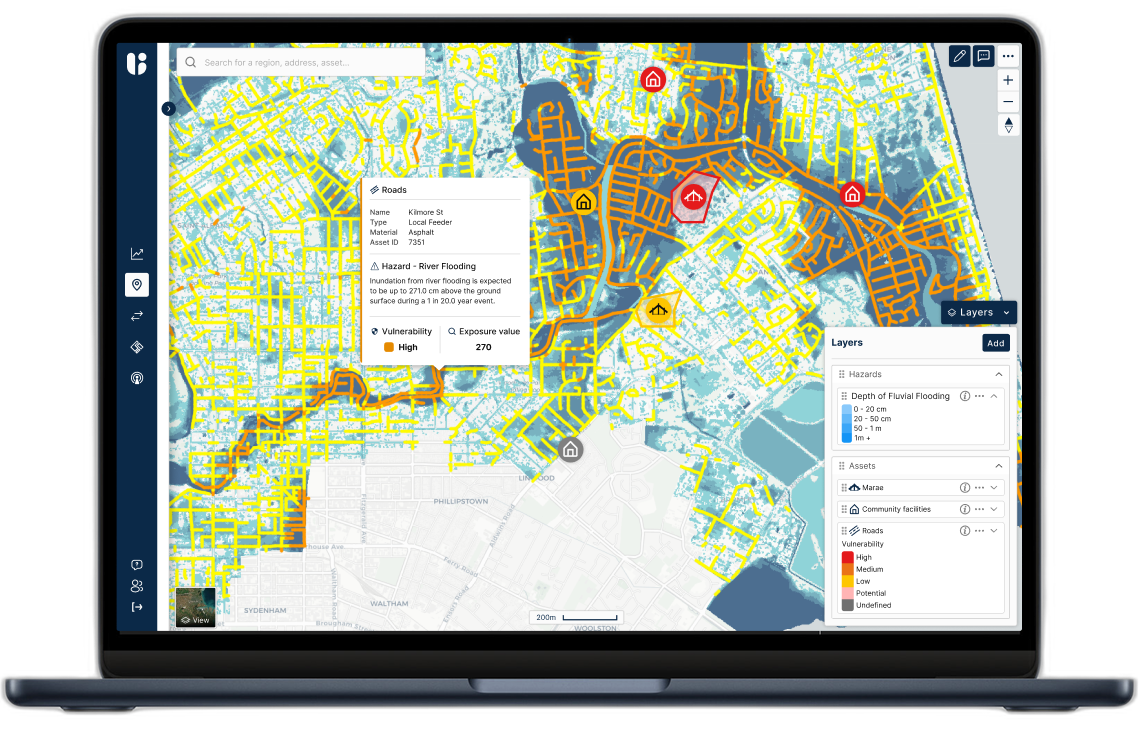 Search for a region, address, asset...
Roads
Name Kilmore St
Type Local Feeder
Material Asphalt
Asset ID 7351
Hazard - River Flooding
Inundation from river flooding is expected
to be up to 271.0 cm above the ground
surface during a 1 in 20.0 year event.
Vulnerability
High
Exposure value
270
Layers
Layers
Add
Hazards
Depth of Fluvial Flooding
0 - 20 cm
20 - 50 cm
50 - 1 m
1m +
Assets
Marae
Community facilities
Roads
Vulnerability
High
Medium
Low
Potential
Undefined
LINWOOD
PHILLIPSTOWN
Fitzgerald Ave
Aldwins Road
Ferry Road
Ensors Road
Waltham Road
WALTHAM
SYDENHAM
Brougham Street
WOOLSTON
View
200m